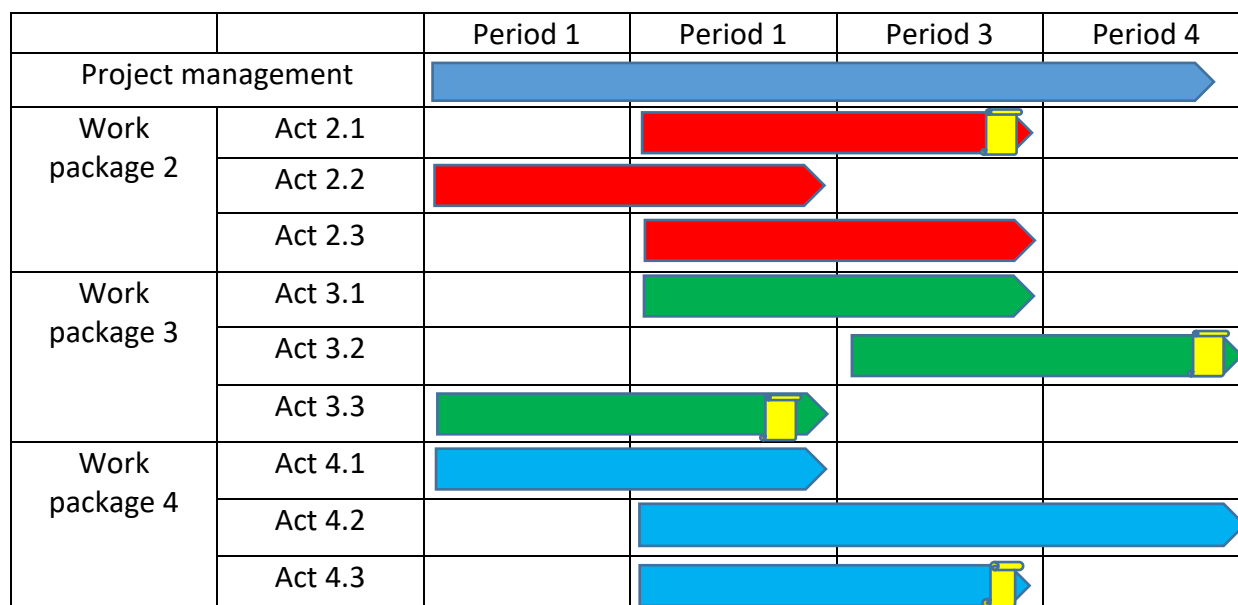 Period 1 Period 1 Period 3 Period 4
Project management
Work package 2
Act 2.1
Act 2.2
Act 2.3
Work package 3
Act 3.1
Act 3.2
Act 3.3
Work package 4
Act 4.1
Act 4.2
Act 4.3